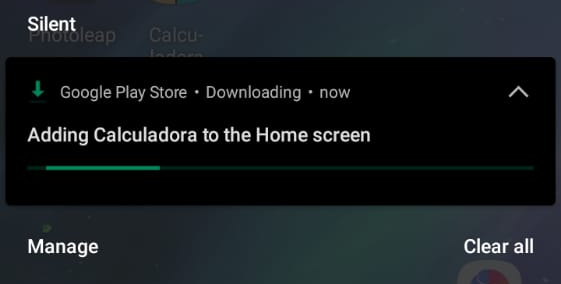 Silent
Photoleap
Calcu-
ladora
Google Play Store • Downloading • now
Adding Calculadora to the Home screen
Manage
Clear all